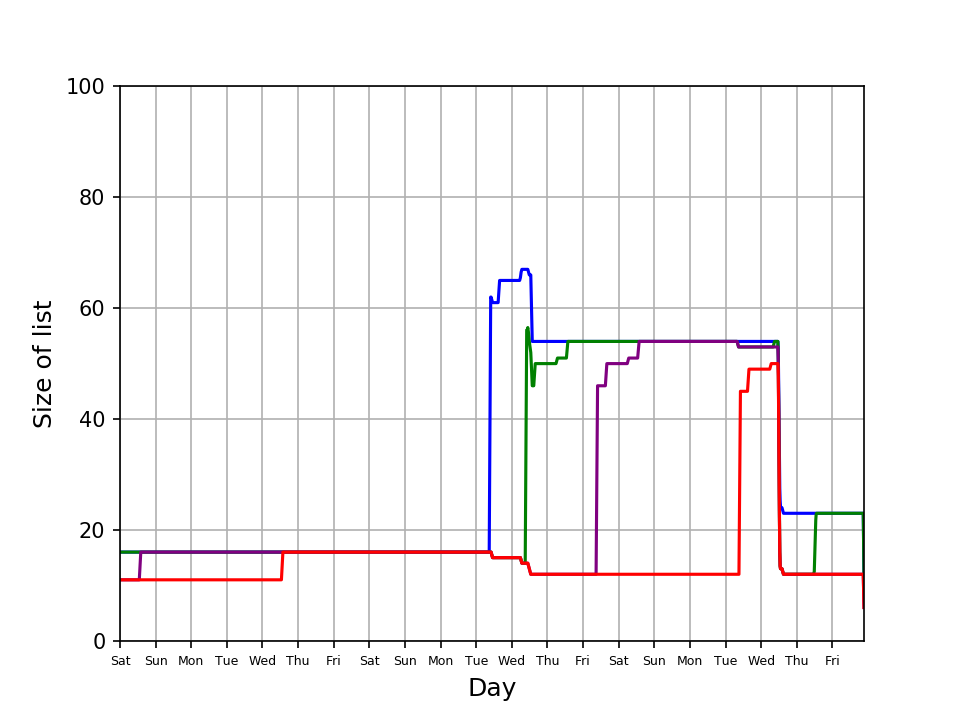 100
80
60
40
20
0
Size of list
Sat Sun Mon Tue Wed Thu Fri Sat Sun Mon Tue Wed Thu Fri Sat Sun Mon Tue Wed Thu Fri
Day